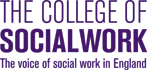 THE COLLEGE OF
SOCIALWORK
The voice of social work in England